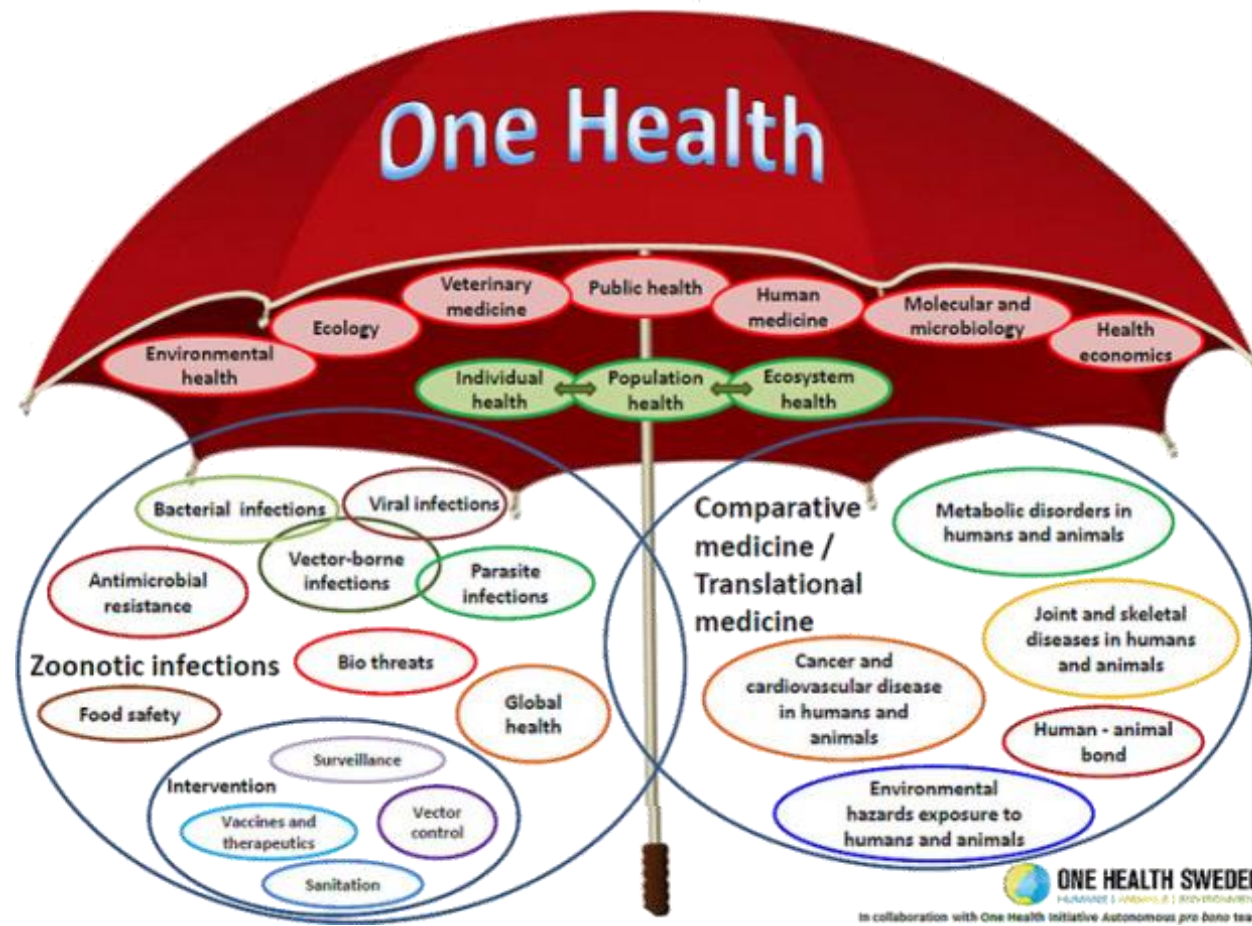 One Health
Veterinary
medicine
Public health
Human
medicine
Molecular and
microbiology
Health
economics
Ecology
Environmental
health
Individual
health
Population
health
Ecosystem
health
Bacterial infections
Viral infections
Vector-borne
infections
Parasite
infections
Antimicrobial
resistance
Zoonotic infections
Bio threats
Food safety
Global
health
Surveillance
Intervention
Vaccines and
therapeutics
Vector
control
Sanitation
Comparative
medicine /
Translational
medicine
Metabolic disorders in
humans and animals
Joint and skeletal
diseases in humans
and animals
Cancer and
cardiovascular disease
in humans and
animals
Human - animal
bond
Environmental
hazards exposure to
humans and animals
ONE HEALTH SWEDE
HUMANS | ANIMALS | ENVIRONMEN
In collaboration with One Health Initiative Autonomous pro bono tea